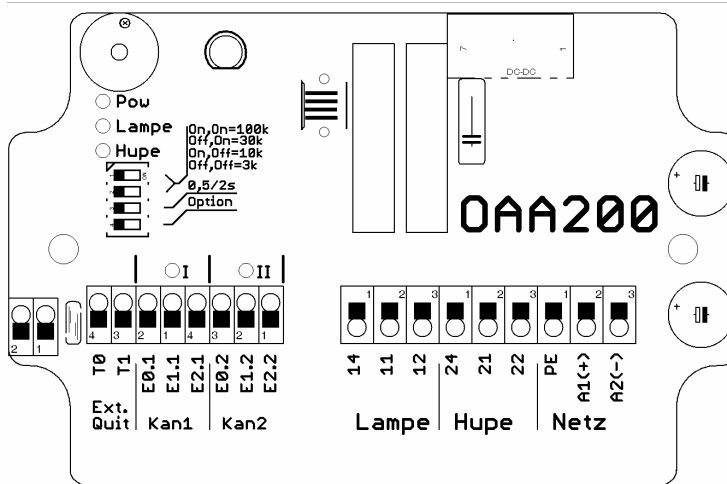 7 1
DC-DC
Pow
Lampe
Hupe
On,On=100k
Off,On=30k
On,Off=10k
Off,Off=3k
0,5/2s
Option
OAA200
I II
4 3 2 1 4 3 2 1
1 2 3 1 2 3 1 2 3
2 1
T0 T1 E0.1 E1.1 E2.1 E0.2 E1.2 E2.2
14 11 12 24 21 22 PE A1(+) A2(-)
Ext.
Quit Kan1 Kan2
Lampe Hupe Netz